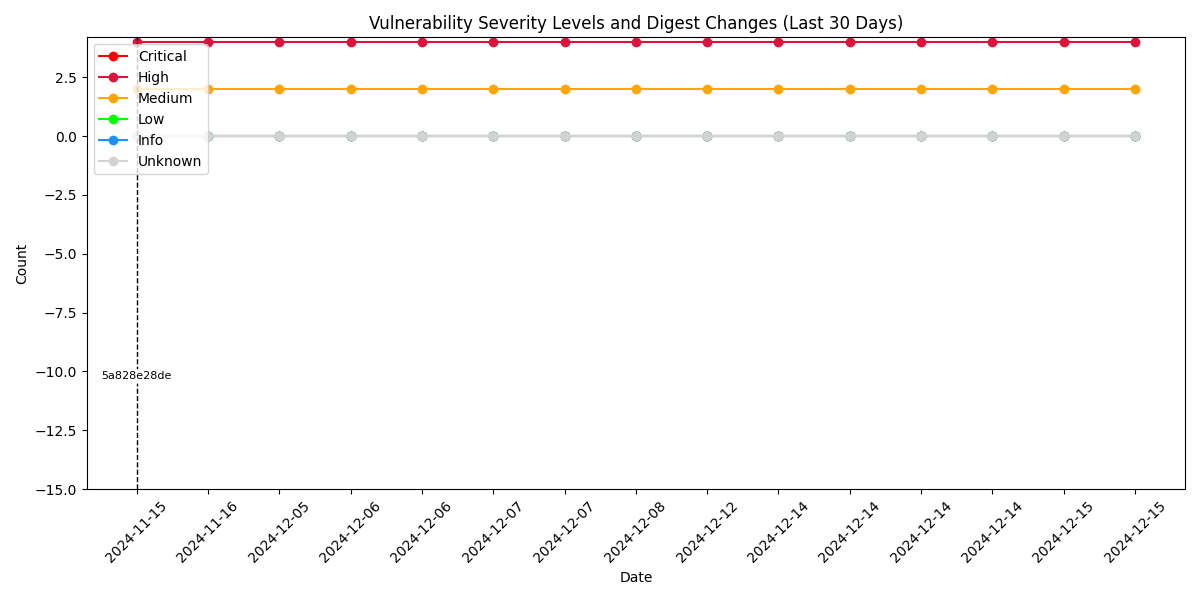 Vulnerability Severity Levels and Digest Changes (Last 30 Days)
Critical
High
Medium
Low
Info
Unknown
Count
2.5
0.0
−2.5
−5.0
−7.5
−10.0
−12.5
−15.0
5a828e28de
2024-11-15
2024-11-16
2024-12-05
2024-12-06
2024-12-06
2024-12-07
2024-12-07
2024-12-08
2024-12-12
2024-12-14
2024-12-14
2024-12-14
2024-12-14
2024-12-15
2024-12-15
Date